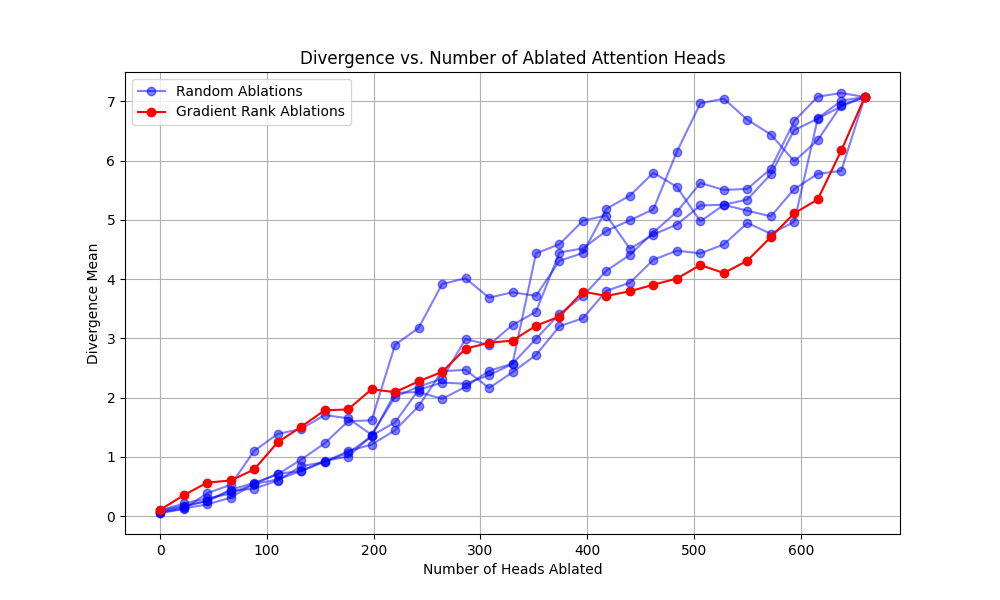 Divergence vs. Number of Ablated Attention Heads
Random Ablations
Gradient Rank Ablations
7
6
5
4
3
2
1
0
Divergence Mean
0 100 200 300 400 500 600
Number of Heads Ablated